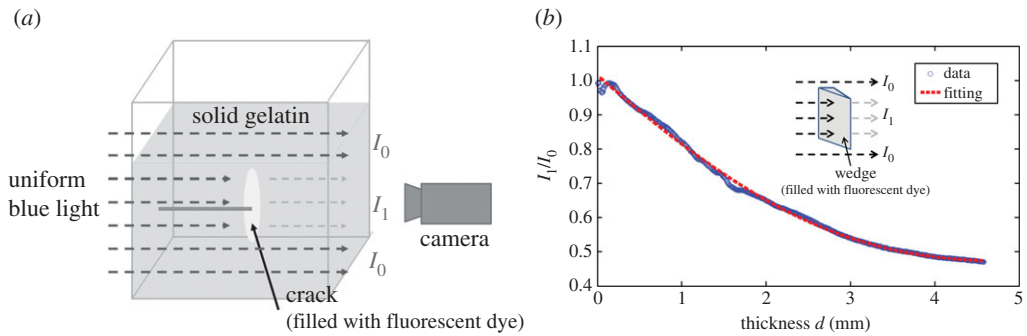 (a)
solid gelatin
I0
uniform
blue light
I1
camera
I0
crack
(filled with fluorescent dye)
(b)
1.1
1.0
0.9
0.8
0.7
0.6
0.5
0.4
I1/I0
0
1
2
3
4
5
thickness d (mm)
data
fitting
I0
I1
I0
wedge
(filled with fluorescent dye)